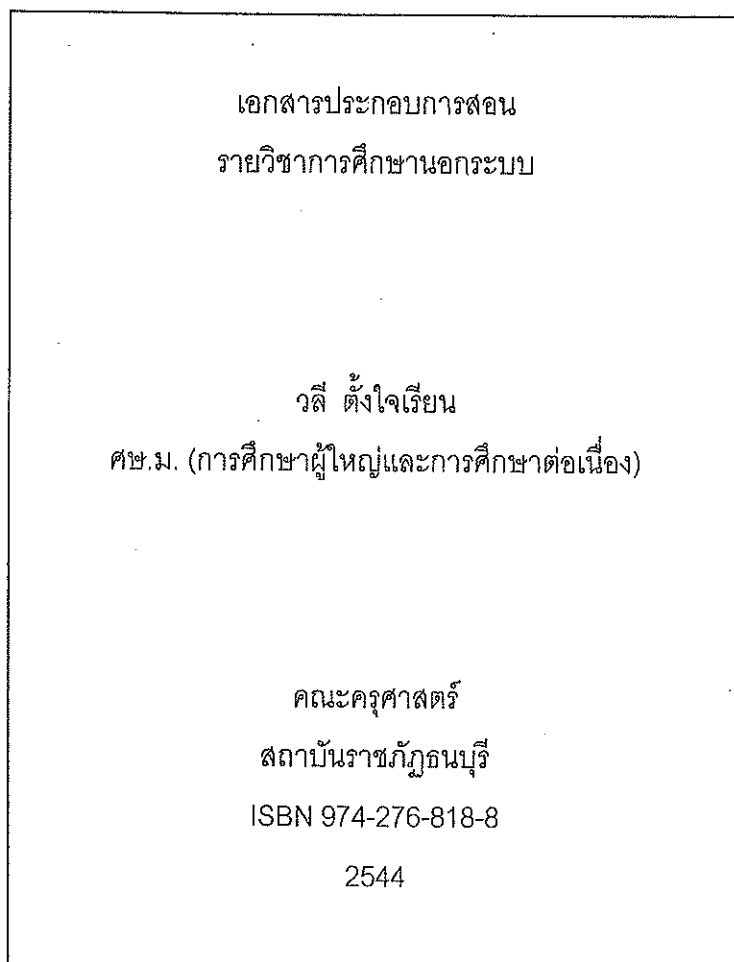 เอกสารประกอบการสอน
รายวิชาการศึกษานอกระบบ
วลี ตั้งใจเรียน
ศษ.ม. (การศึกษาผู้ใหญ่และการศึกษาต่อเนื่อง)
คณะครุศาสตร์
สถาบันราชภัฏธนบุรี
ISBN 974-276-818-8
2544